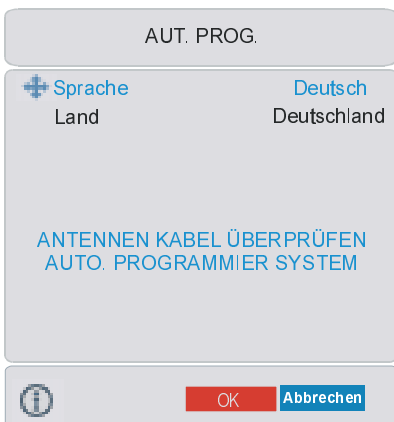 AUT. PROG.
Sprache Deutsch
Land Deutschland
ANTENNEN KABEL ÜBERPRÜFEN
AUTO. PROGRAMMIER SYSTEM
OK Abbrechen